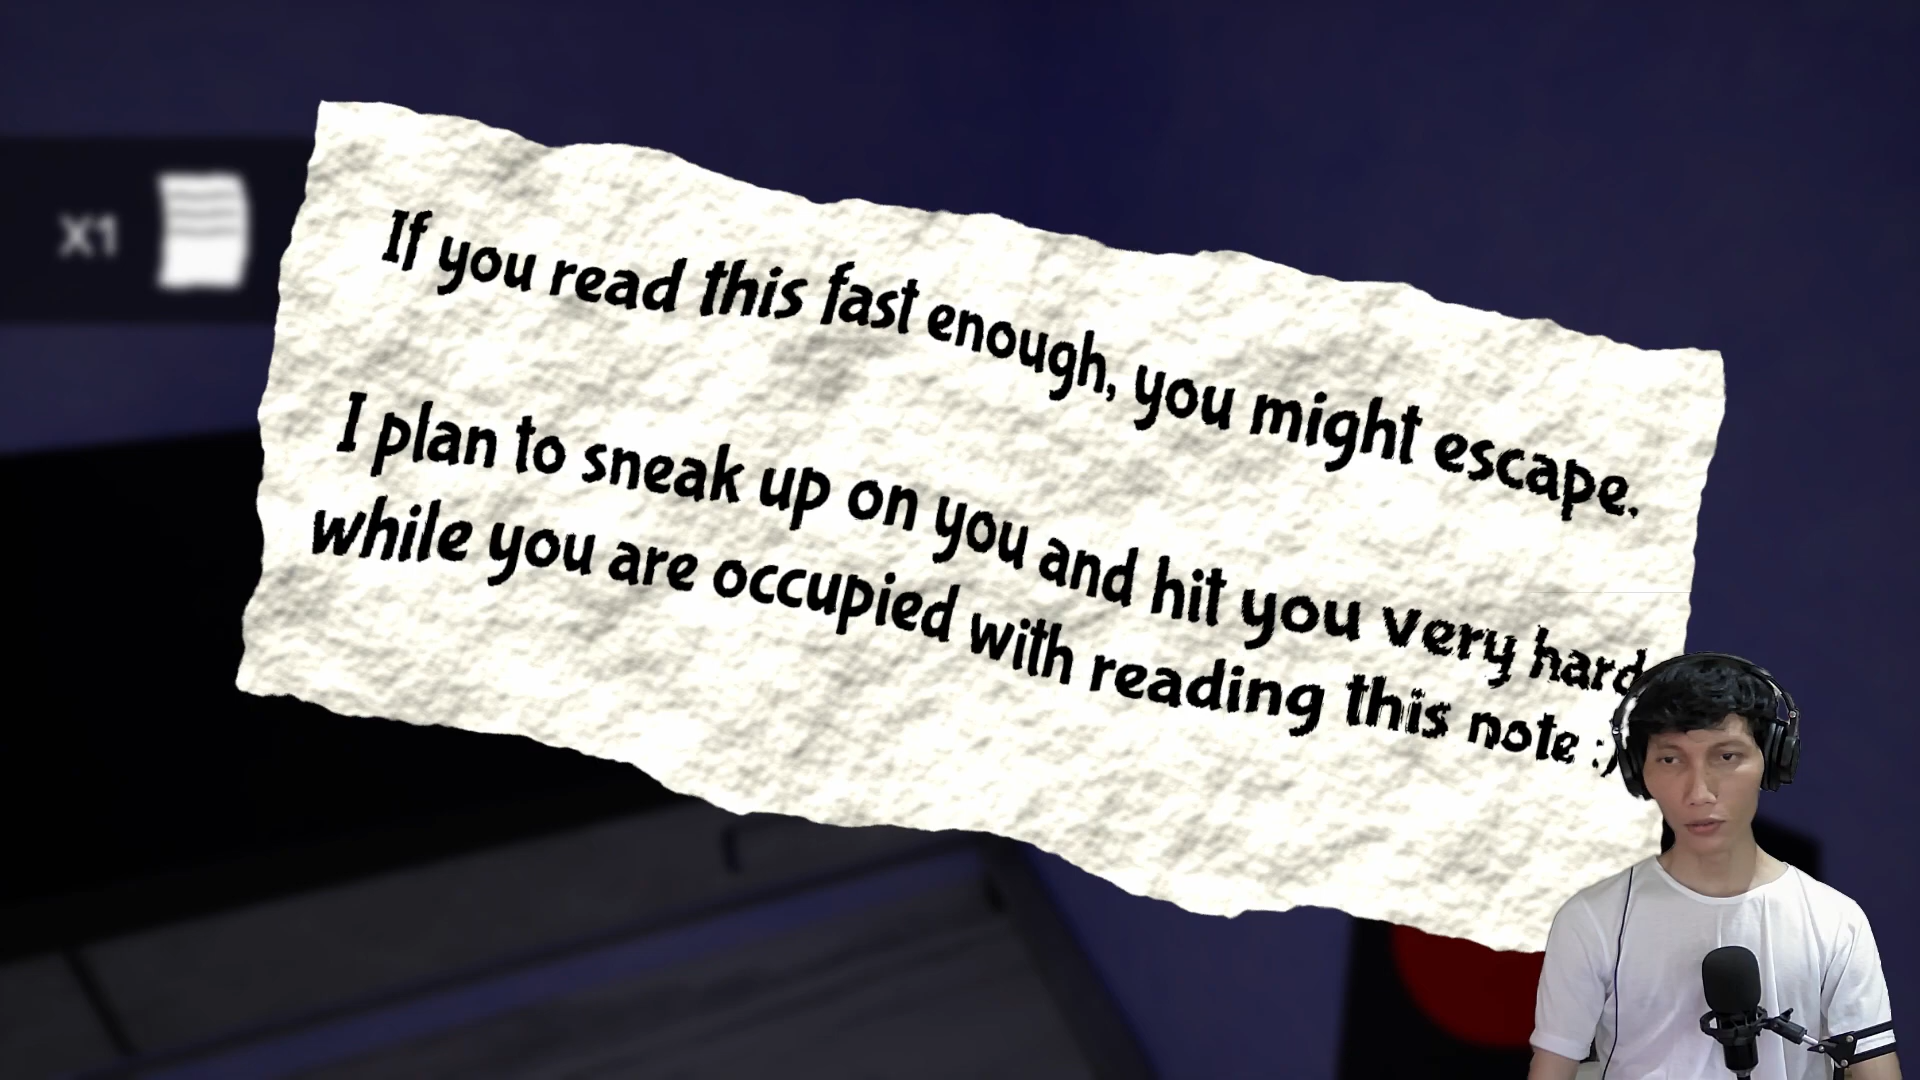 X1
If you read this fast enough, you might escape.
I plan to sneak up on you and hit you very hard
while you are occupied with reading this note :)